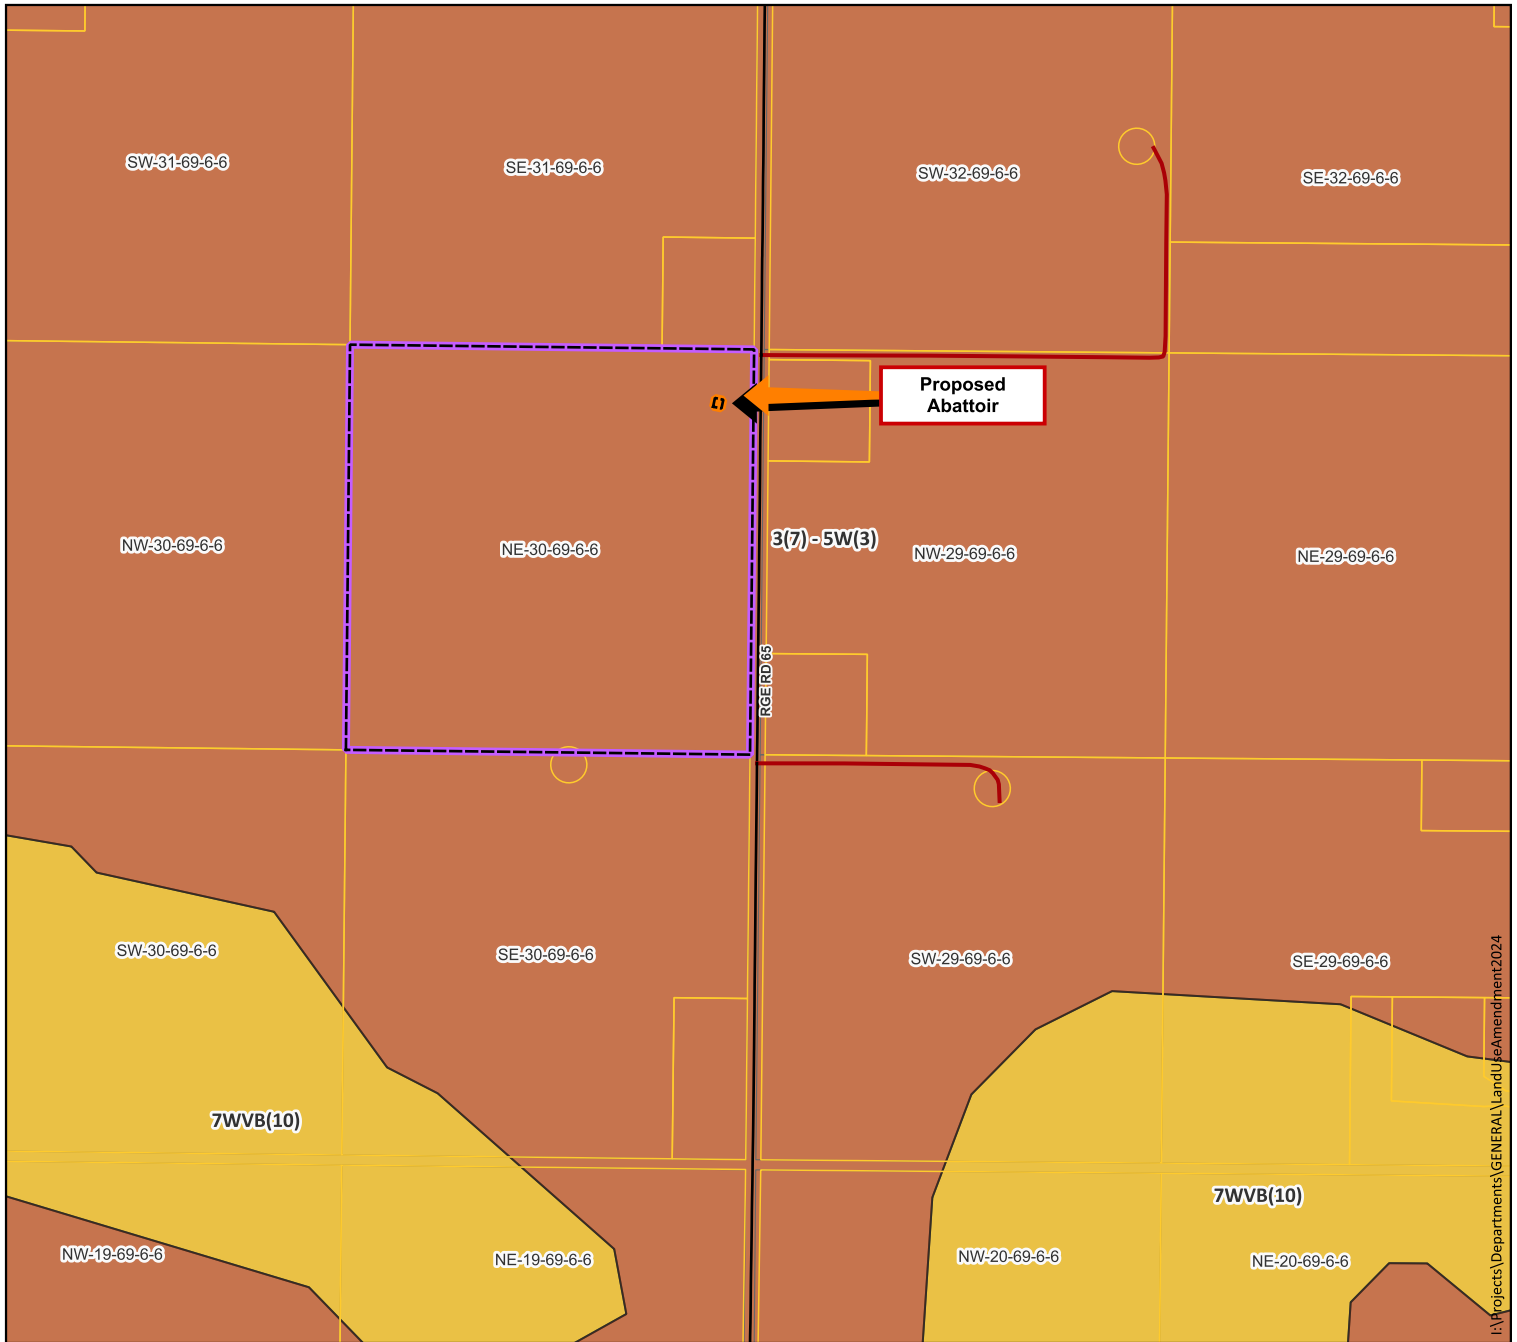 SW-31-69-6-6
SE-31-69-6-6
SW-32-69-6-6
SE-32-69-6-6
Proposed
Abattoir
NW-30-69-6-6
NE-30-69-6-6
3(7) - 5W(3)
NW-29-69-6-6
NE-29-69-6-6
RGE RD 65
SW-30-69-6-6
SE-30-69-6-6
SW-29-69-6-6
SE-29-69-6-6
7WVB(10)
7WVB(10)
NW-19-69-6-6
NE-19-69-6-6
NW-20-69-6-6
NE-20-69-6-6
I:\Projects\Departments\GENERAL\LandUseAmendment2024